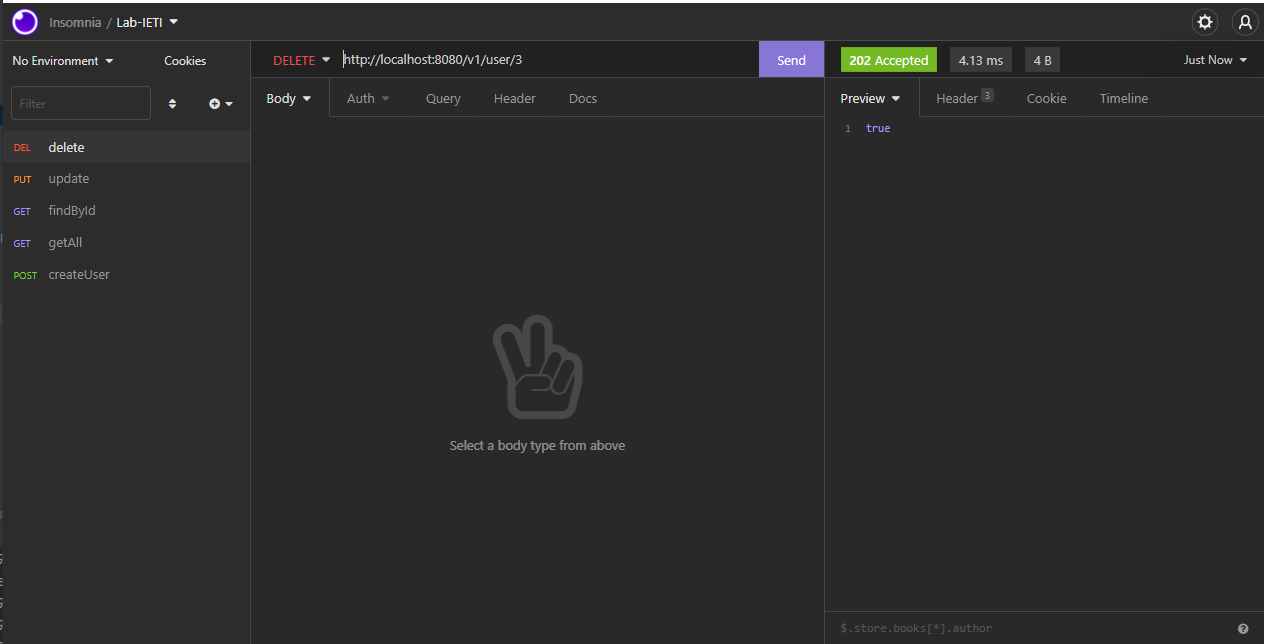 Insomnia / Lab-IETI
No Environment
Cookies
DELETE
http://localhost:8080/v1/user/3
Send
202 Accepted
4.13 ms
4 B
Just Now
Filter
DEL delete
PUT update
GET findById
GET getAll
POST createUser
Body
Auth
Query
Header
Docs
Select a body type from above
Preview
Header 3
Cookie
Timeline
1 true
$.store.books[*].author